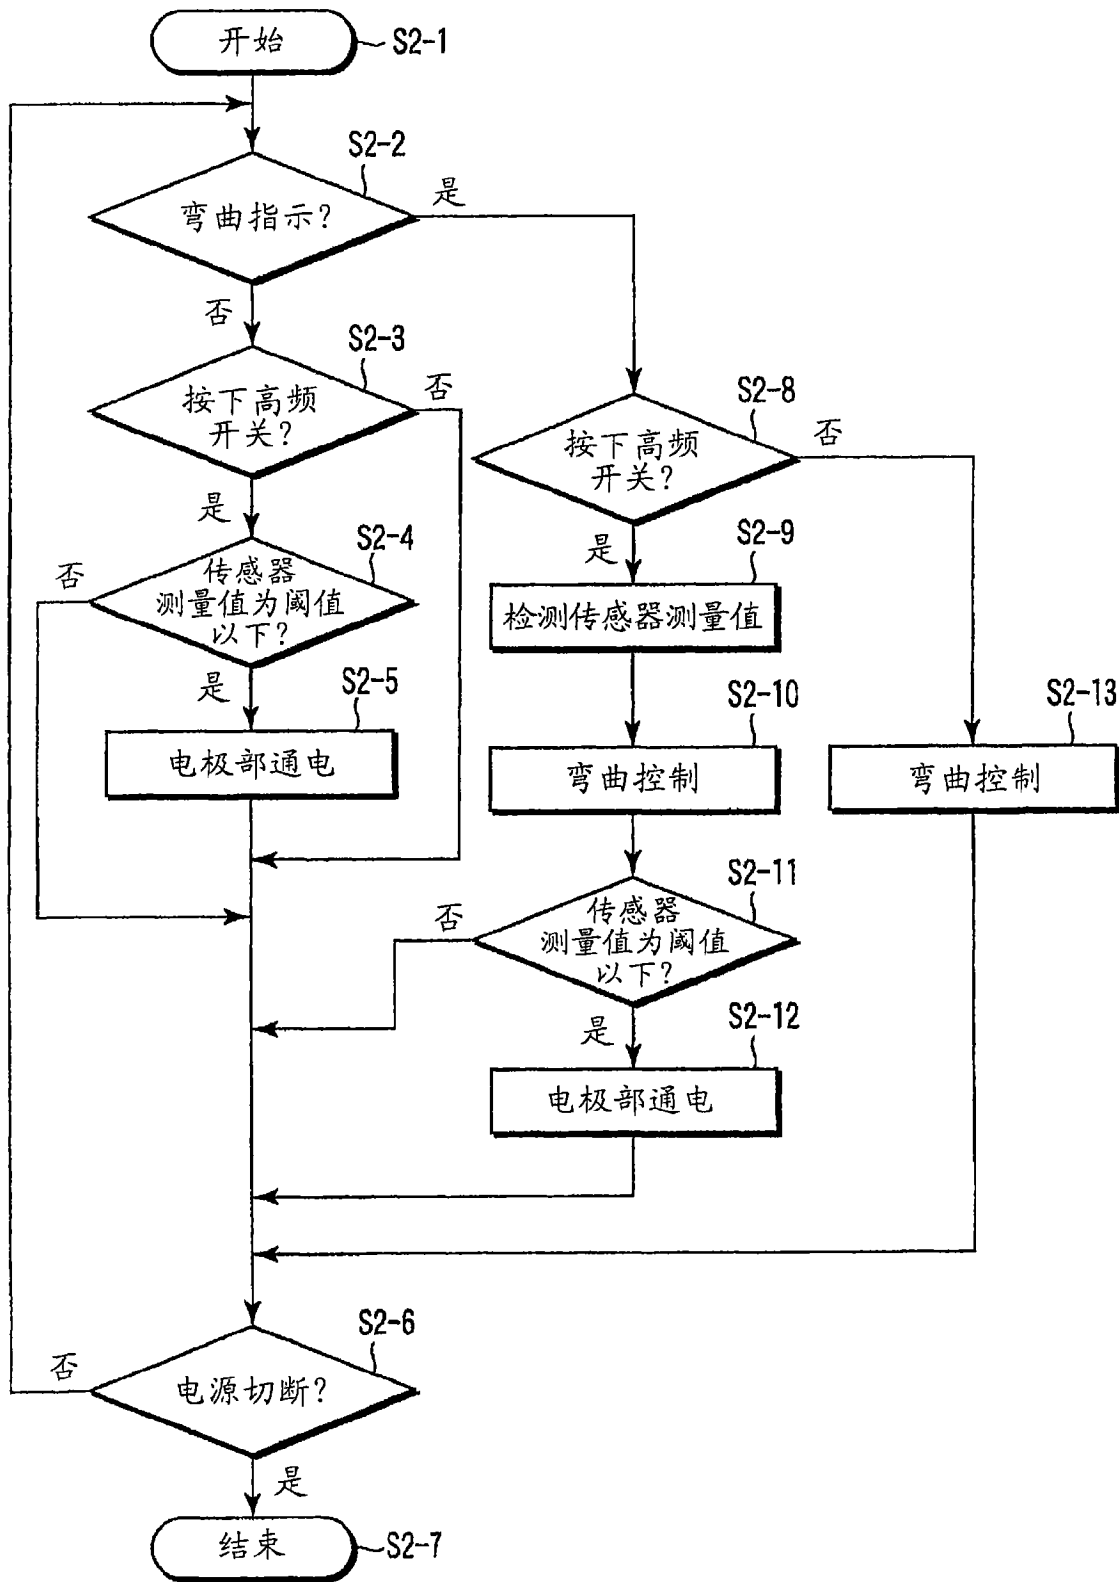 开始
S2-1
S2-2
弯曲指示?
是
否
S2-3
按下高频
开关?
否
是
S2-8
按下高频
开关?
否
是
S2-4
传感器
测量值为阈值
以下?
否
是
S2-9
检测传感器测量值
S2-5
电极部通电
S2-10
弯曲控制
S2-13
弯曲控制
S2-11
传感器
测量值为阈值
以下?
否
是
S2-12
电极部通电
S2-6
电源切断?
否
是
结束
S2-7